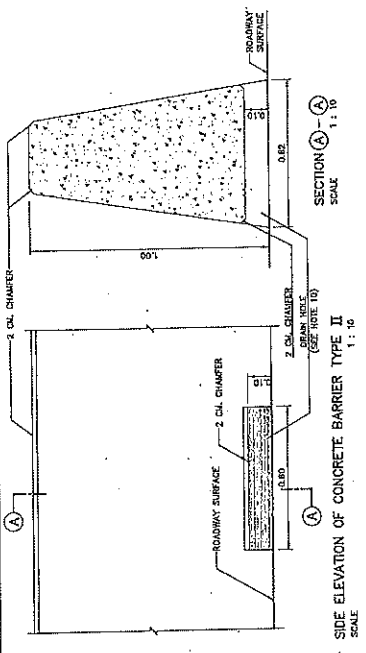 2 CM. CHAMFER
ROADWAY
SURFACE
1.00
0.10
0.62
2 CM. CHAMFER
DRAIN HOLE
(SEE NOTE 10)
SECTION A - A
SCALE 1 : 10
A
ROADWAY SURFACE
2 CM. CHAMFER
0.10
0.60
A
SIDE ELEVATION OF CONCRETE BARRIER TYPE II
SCALE 1 : 10